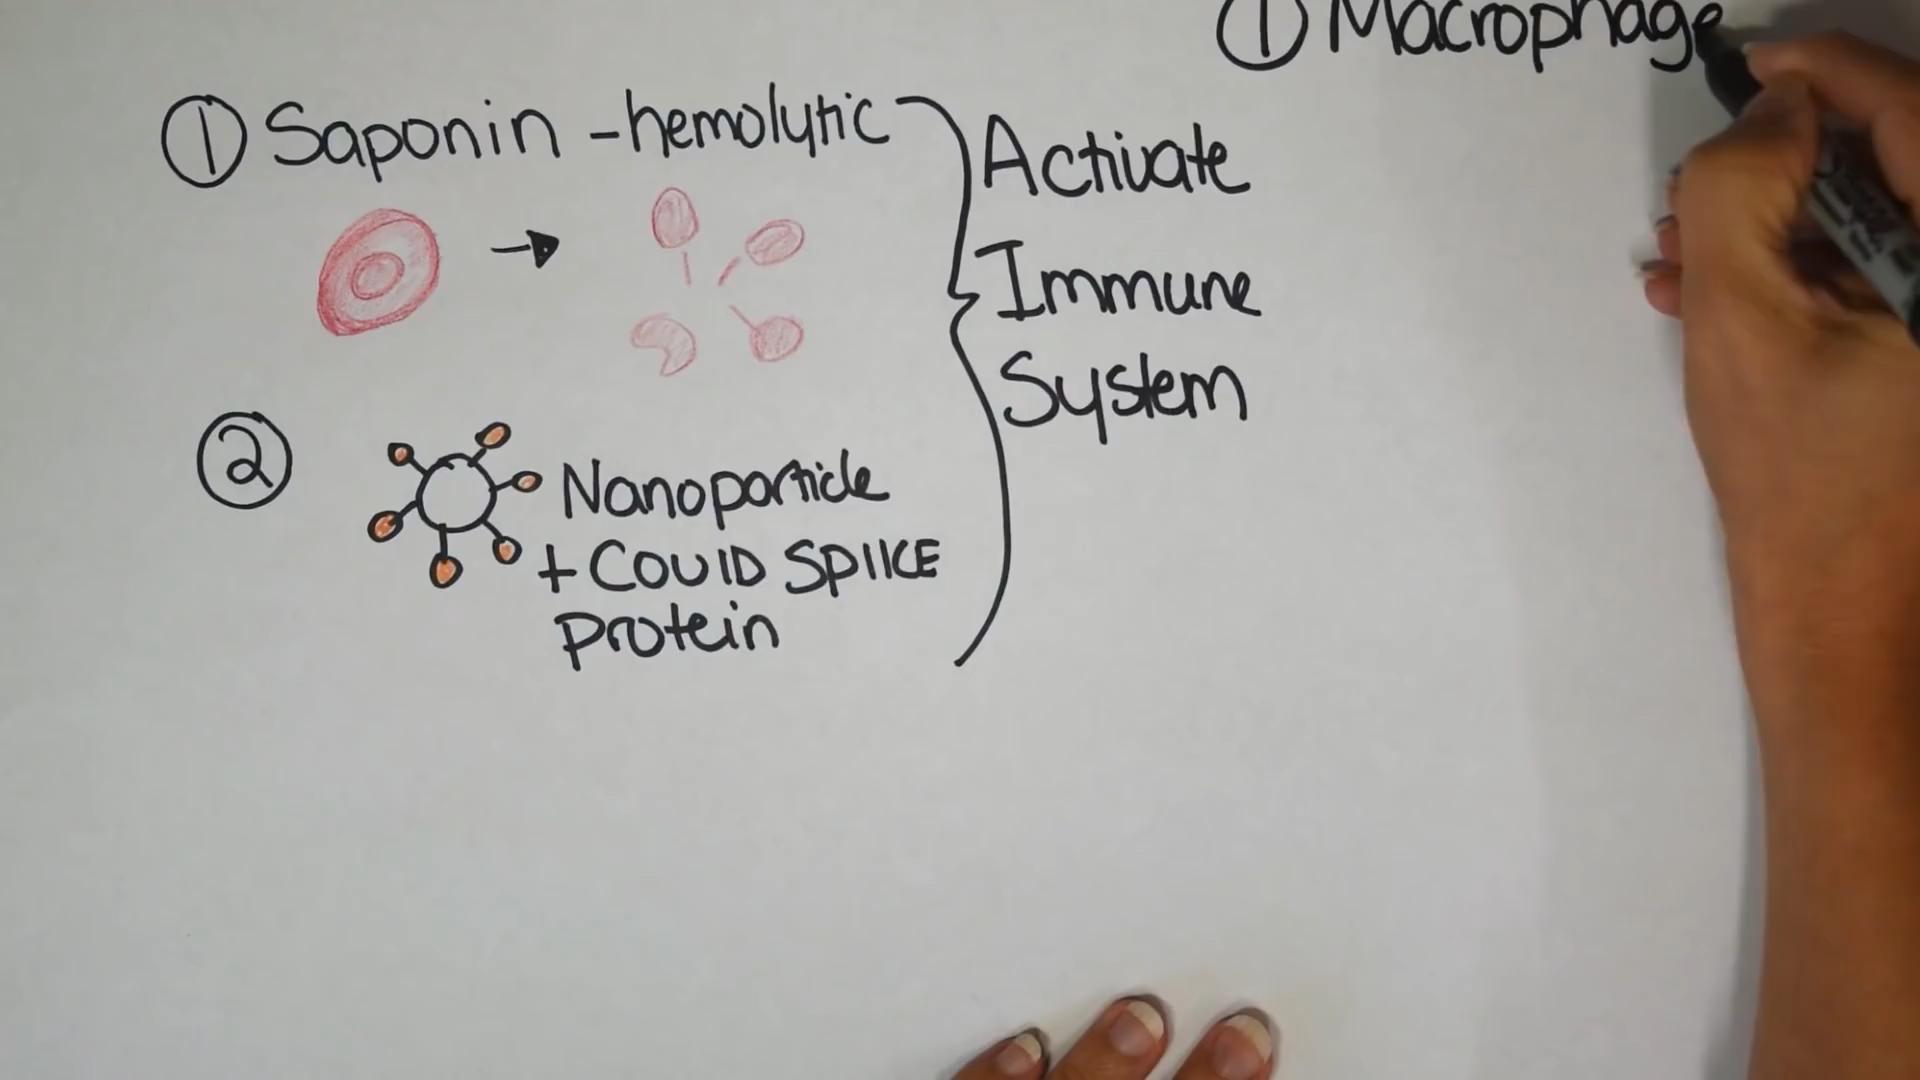 ① Macrophage
① Saponin - hemolytic
Activate
Immune
System
② Nanoparticle
+ COVID SPIKE
Protein